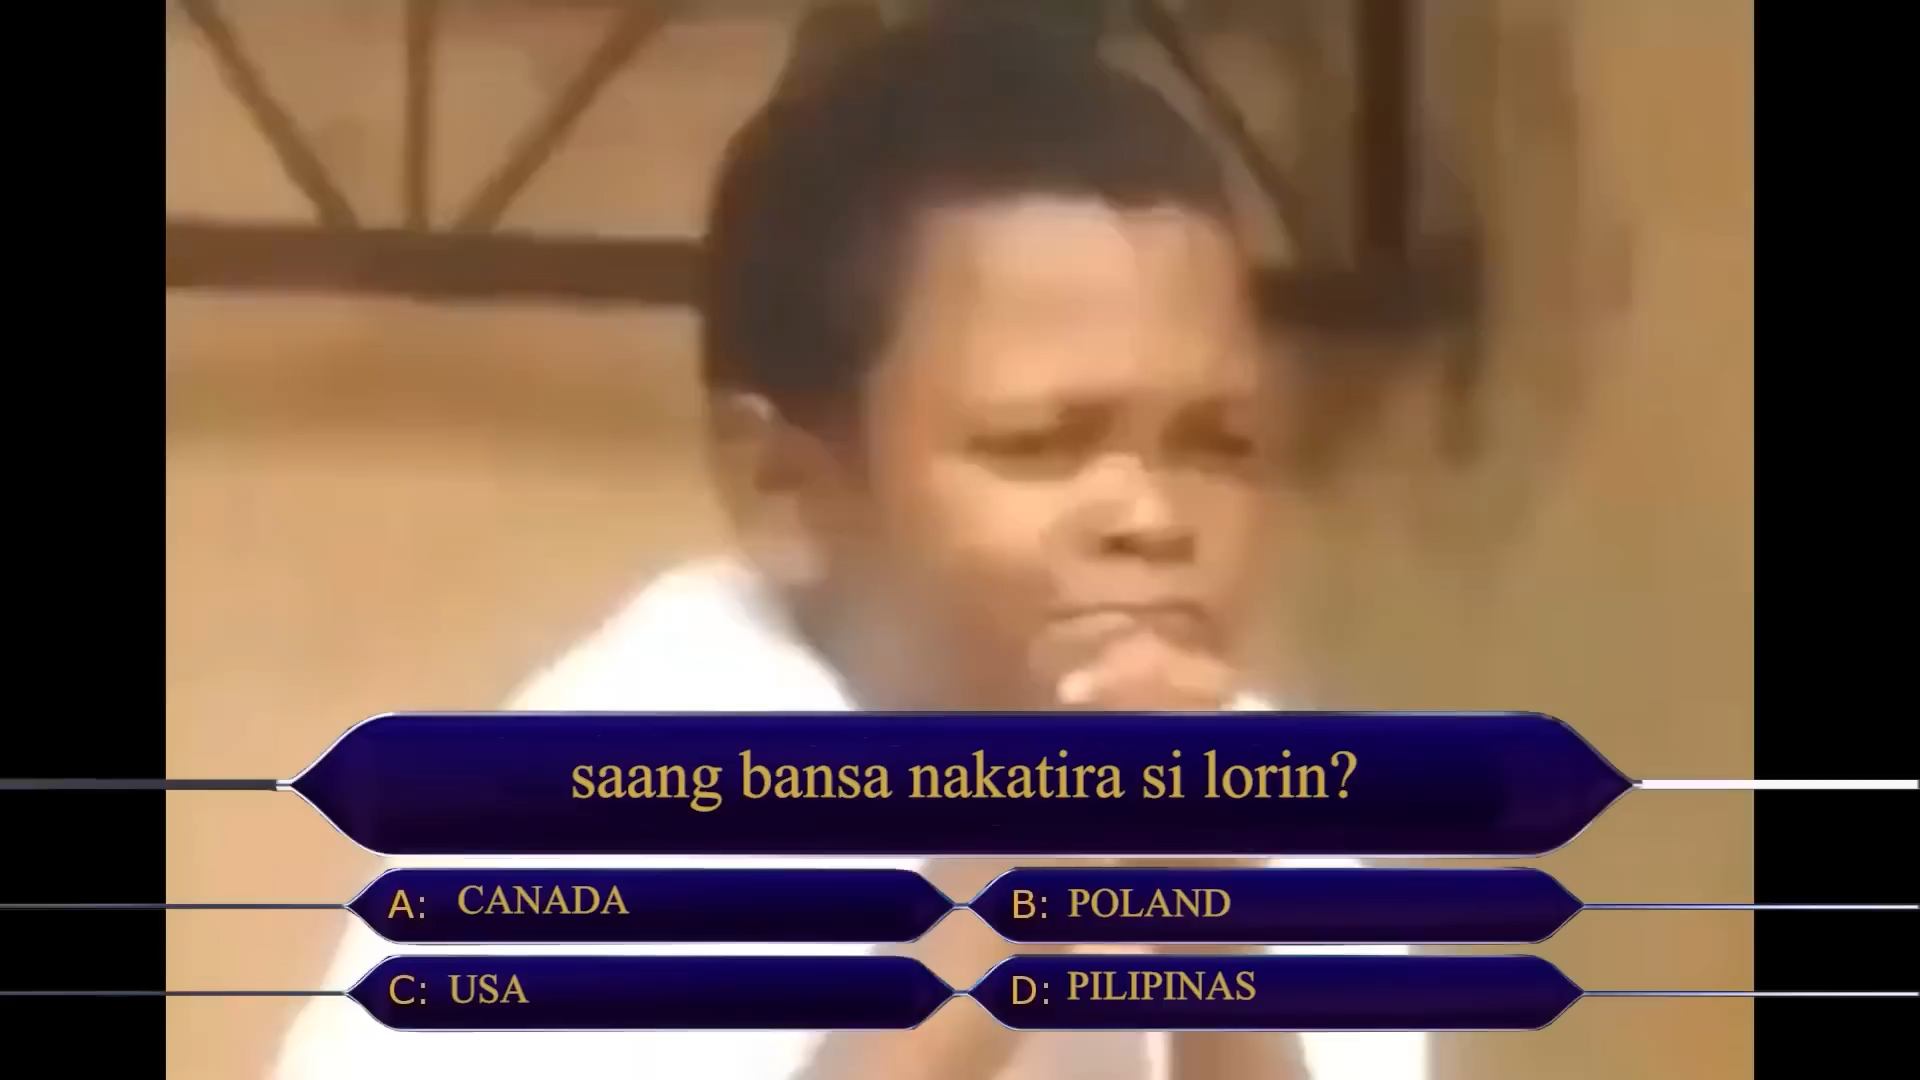 saang bansa nakatira si lorin?
A: CANADA
B: POLAND
C: USA
D: PILIPINAS